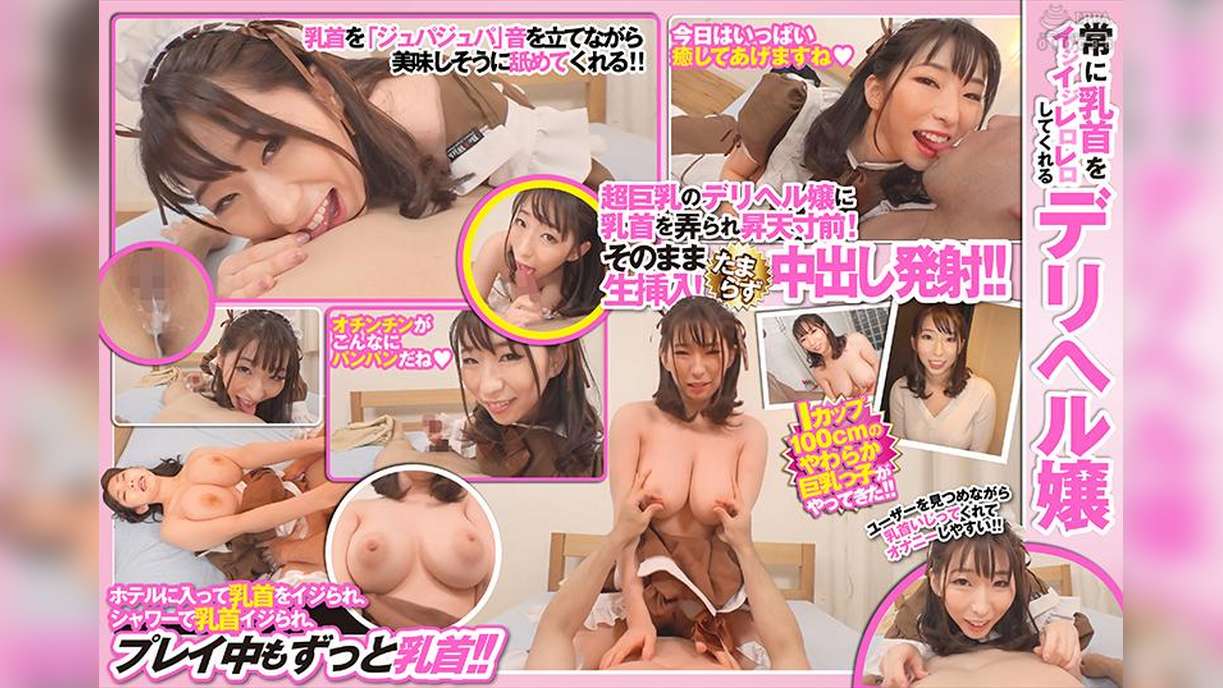 常に乳首を
イジイジレロレロ
してくれる
デリヘル嬢
乳首を「ジュパジュパ」音を立てながら
美味しそうに舐めてくれる!!
今日はいっぱい
癒してあげますね♥
超巨乳のデリヘル嬢に
乳首を弄られ昇天寸前!
そのまま
生挿入!
たま
らず
中出し発射!!
オチンチンが
こんなに
パンパンだね♥
Iカップ
100cmの
やわらか
巨乳っ子が
やってきた!!
ユーザーを見つめながら
乳首いじってくれて
オナニーしやすい!!
ホテルに入って乳首をイジられ、
シャワーで乳首イジられ、
プレイ中もずっと乳首!!